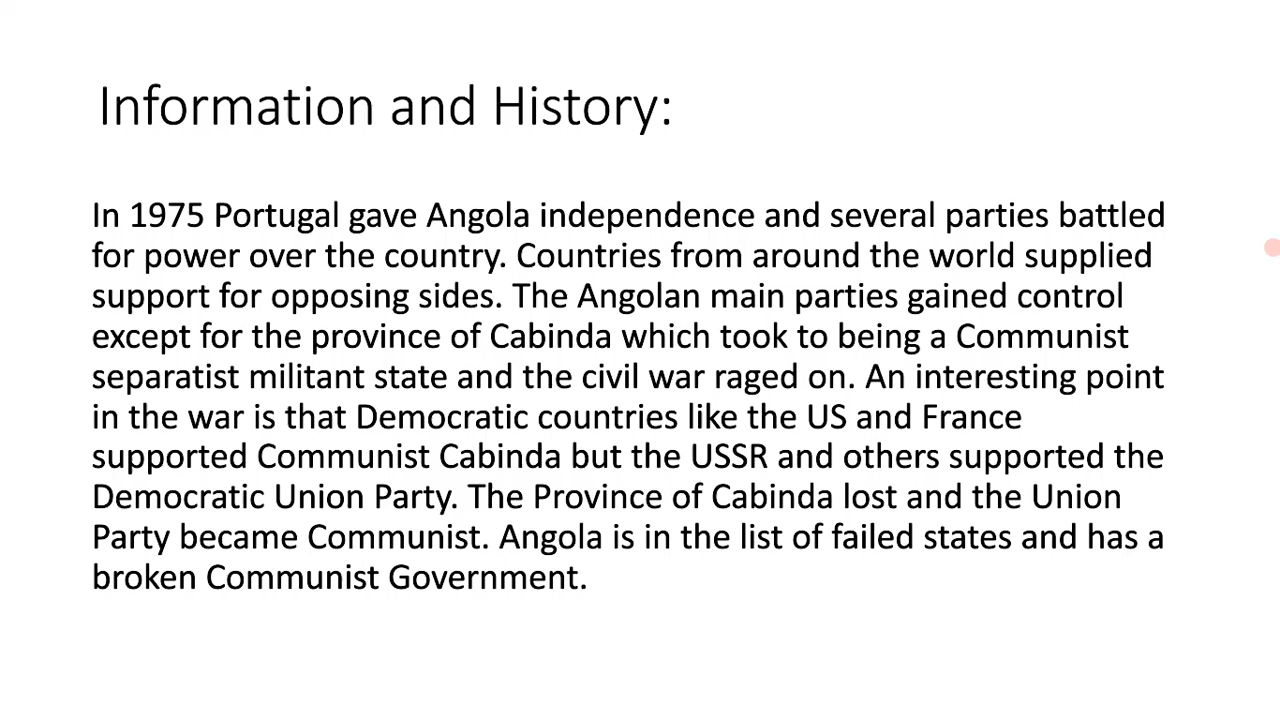 Information and History:
In 1975 Portugal gave Angola independence and several parties battled
for power over the country. Countries from around the world supplied
support for opposing sides. The Angolan main parties gained control
except for the province of Cabinda which took to being a Communist
separatist militant state and the civil war raged on. An interesting point
in the war is that Democratic countries like the US and France
supported Communist Cabinda but the USSR and others supported the
Democratic Union Party. The Province of Cabinda lost and the Union
Party became Communist. Angola is in the list of failed states and has a
broken Communist Government.